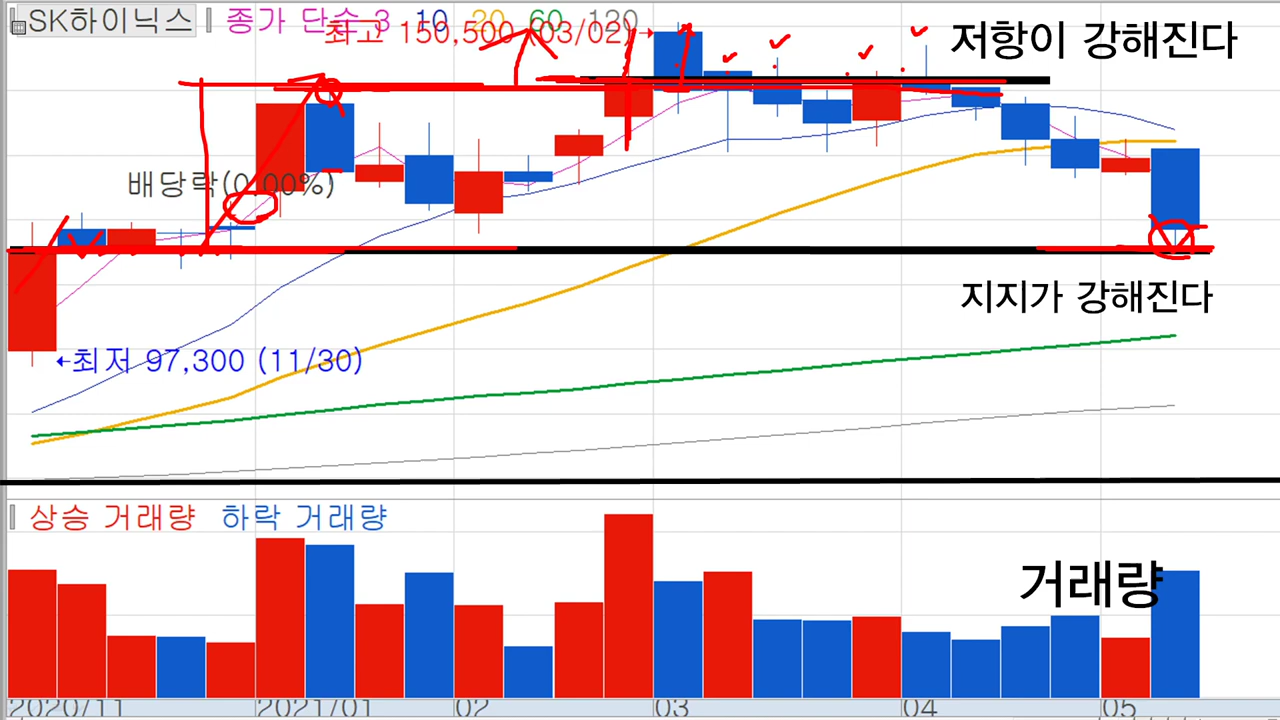 SK하이닉스 종가 단순 3 10 20 60 120
최고 150,500 (03/02)→
저항이 강해진다
배당락(0.00%)
지지가 강해진다
←최저 97,300 (11/30)
상승 거래량 하락 거래량
거래량
2020/11 2021/01 02 03 04 05